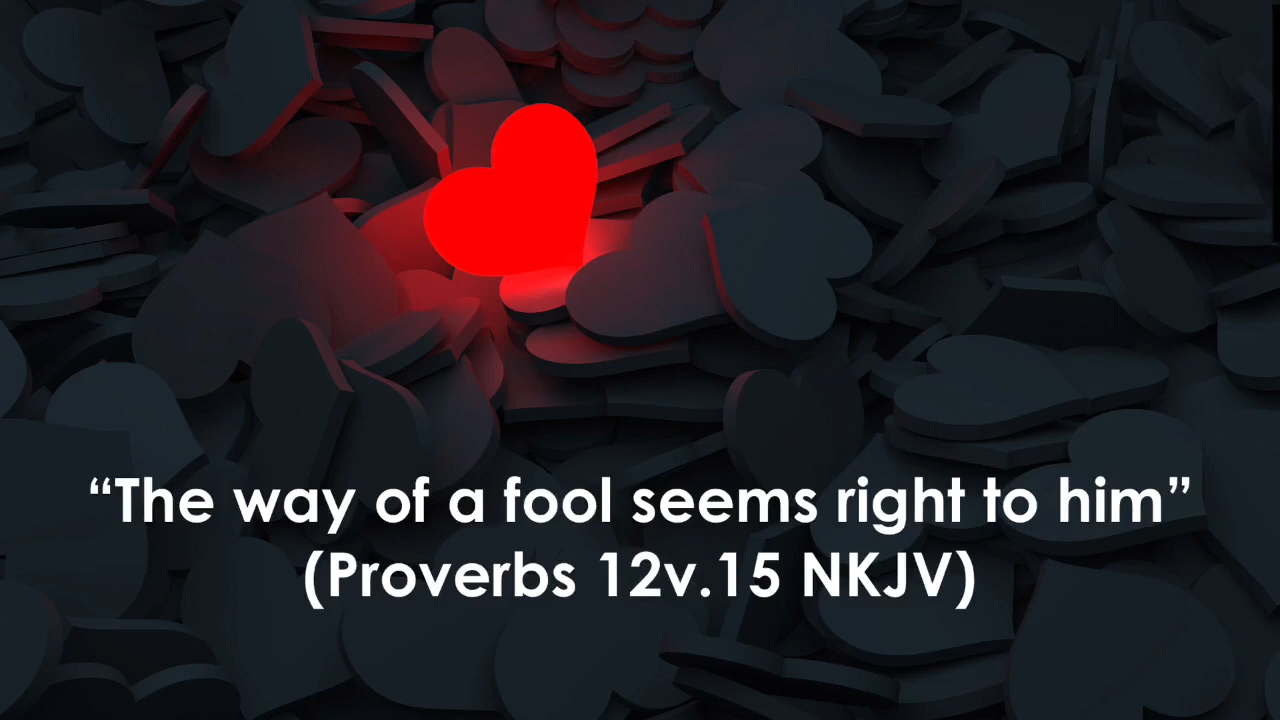 “The way of a fool seems right to him”
(Proverbs 12v.15 NKJV)